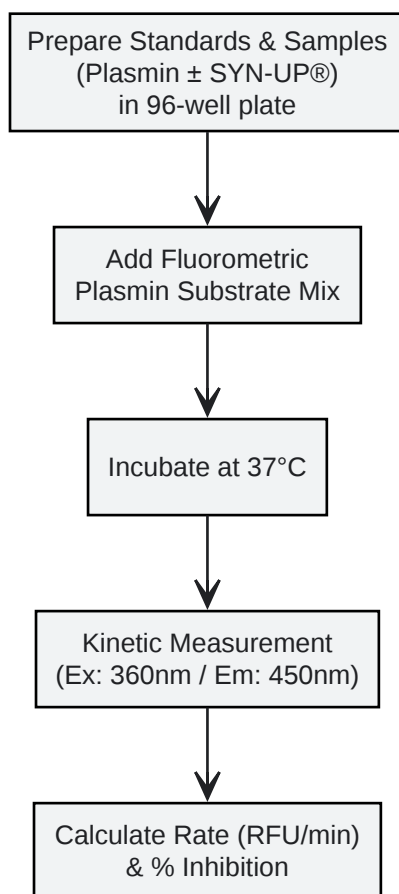 Prepare Standards & Samples
(Plasmin ± SYN-UP®)
in 96-well plate
Add Fluorometric
Plasmin Substrate Mix
Incubate at 37°C
Kinetic Measurement
(Ex: 360nm / Em: 450nm)
Calculate Rate (RFU/min)
& % Inhibition